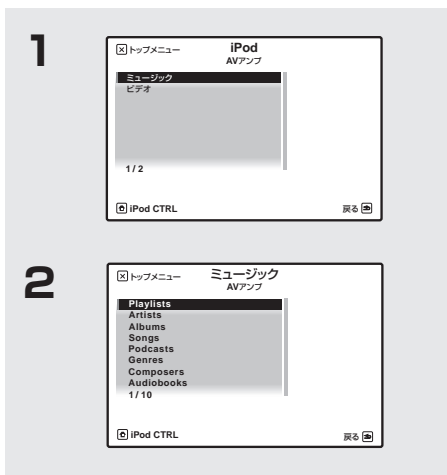 1
トップメニュー iPod
AVアンプ
ミュージック
ビデオ
1 / 2
iPod CTRL 戻る
2
トップメニュー ミュージック
AVアンプ
Playlists
Artists
Albums
Songs
Podcasts
Genres
Composers
Audiobooks
1 / 10
iPod CTRL 戻る